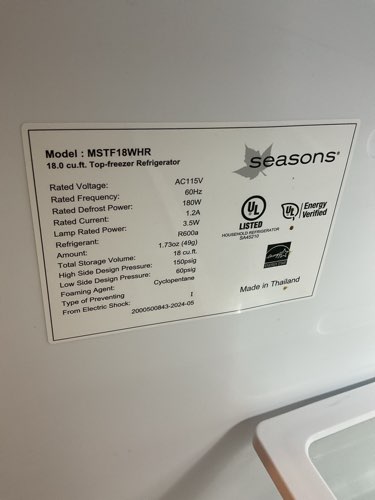 Model : MSTF18WHR
18.0 cu.ft. Top-freezer Refrigerator
seasons®
Rated Voltage: AC115V
Rated Frequency: 60Hz
Rated Defrost Power: 180W
Rated Current: 1.2A
Lamp Rated Power: 3.5W
Refrigerant: R600a
Amount: 1.73oz (49g)
Total Storage Volume: 18 cu.ft.
High Side Design Pressure: 150psig
Low Side Design Pressure: 60psig
Foaming Agent: Cyclopentane
Type of Preventing
From Electric Shock: I
2000500843-2024-05
UL
LISTED
HOUSEHOLD REFRIGERATOR
SA45210
UL Energy
Verified
ENERGY STAR
Made in Thailand